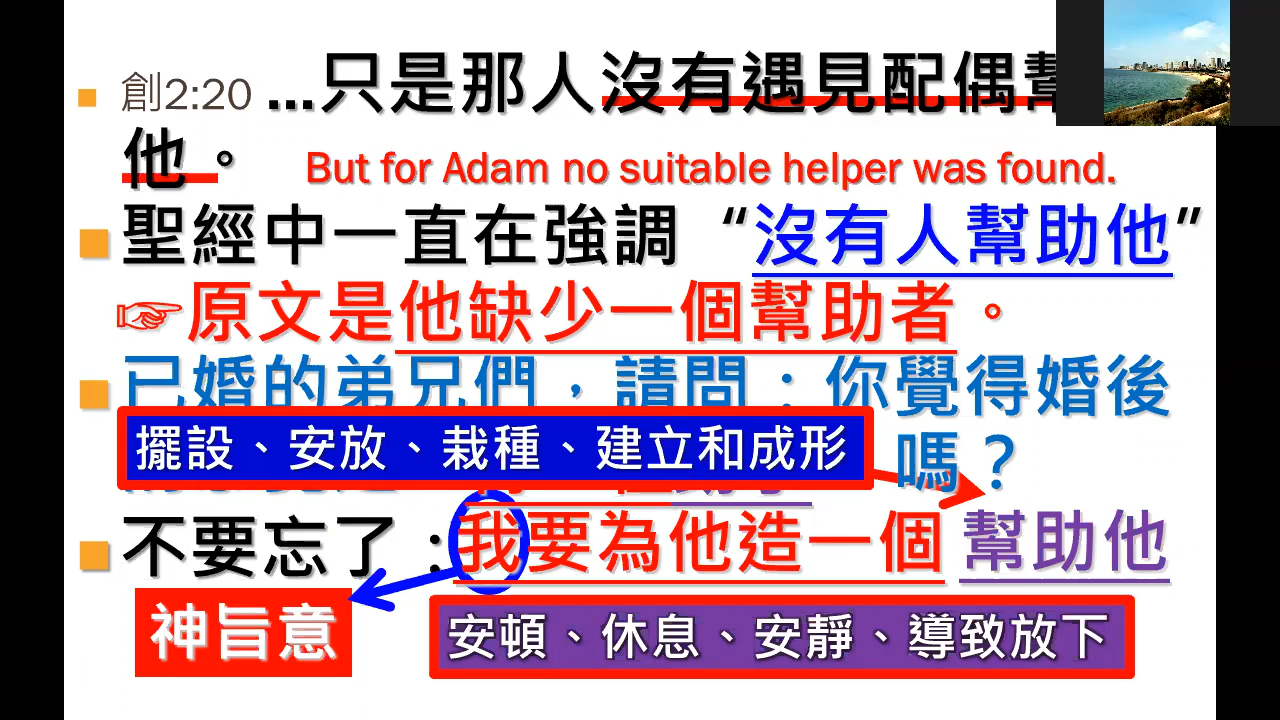 創2:20 ...只是那人沒有遇見配偶
他。 But for Adam no suitable helper was found.
聖經中一直在強調 “沒有人幫助他”
☞原文是他缺少一個幫助者。
已婚的弟兄們，請問：你覺得婚後
擺設、安放、栽種、建立和成形
嗎？
不要忘了：我要為他造一個 幫助他
神旨意
安頓、休息、安靜、導致放下